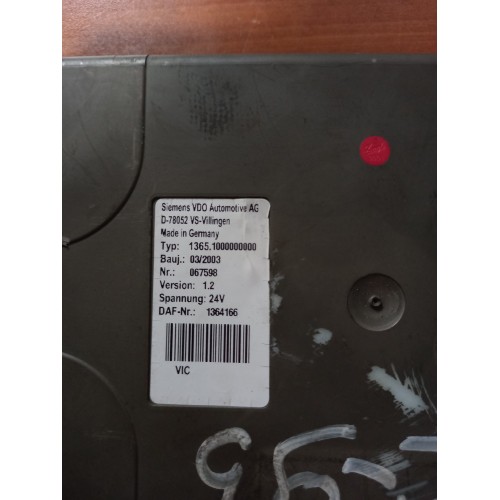 Siemens VDO Automotive AG
D-78052 VS-Villingen
Made in Germany
Typ: 1365.1000000000
Bauj.: 03/2003
Nr.: 067598
Version: 1.2
Spannung: 24V
DAF-Nr.: 1364166
VIC
95